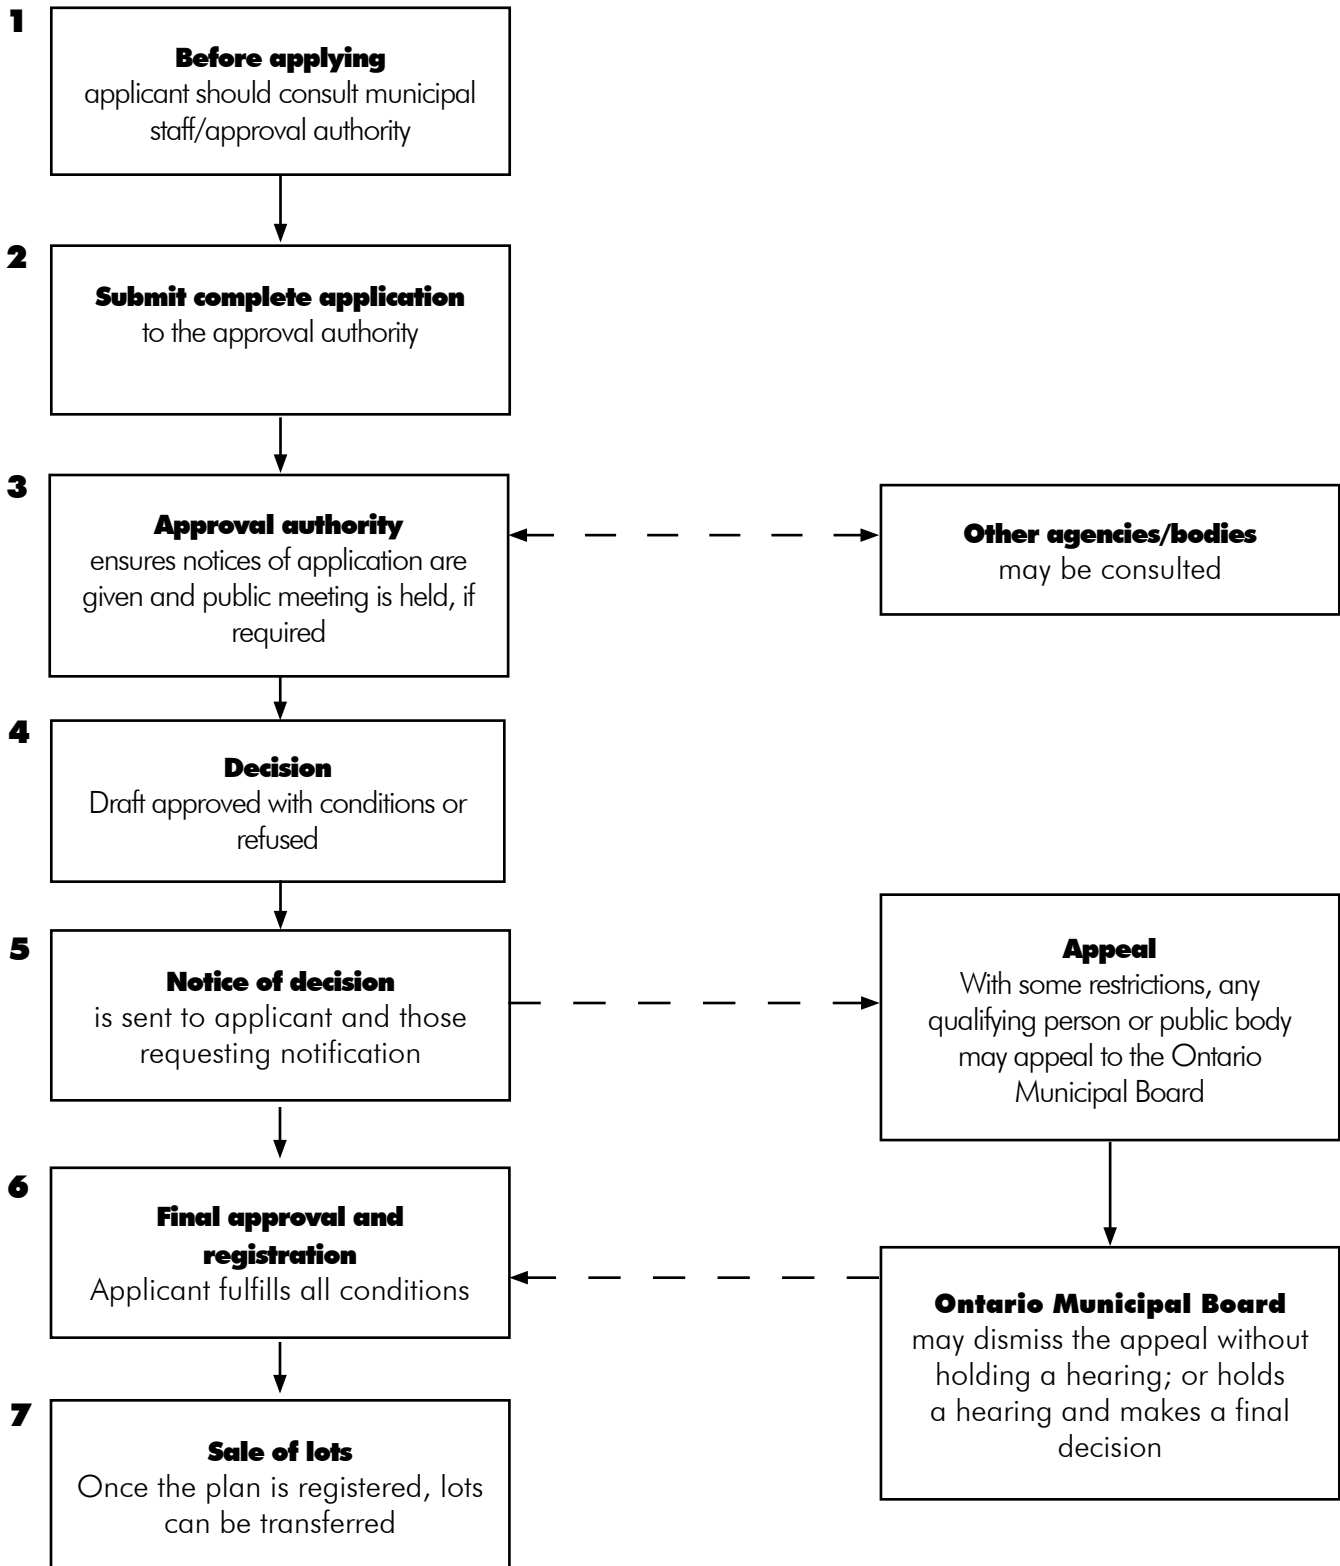 1
Before applying
applicant should consult municipal
staff/approval authority
2
Submit complete application
to the approval authority
3
Approval authority
ensures notices of application are
given and public meeting is held, if
required
Other agencies/bodies
may be consulted
4
Decision
Draft approved with conditions or
refused
5
Notice of decision
is sent to applicant and those
requesting notification
Appeal
With some restrictions, any
qualifying person or public body
may appeal to the Ontario
Municipal Board
6
Final approval and
registration
Applicant fulfills all conditions
Ontario Municipal Board
may dismiss the appeal without
holding a hearing; or holds
a hearing and makes a final
decision
7
Sale of lots
Once the plan is registered, lots
can be transferred